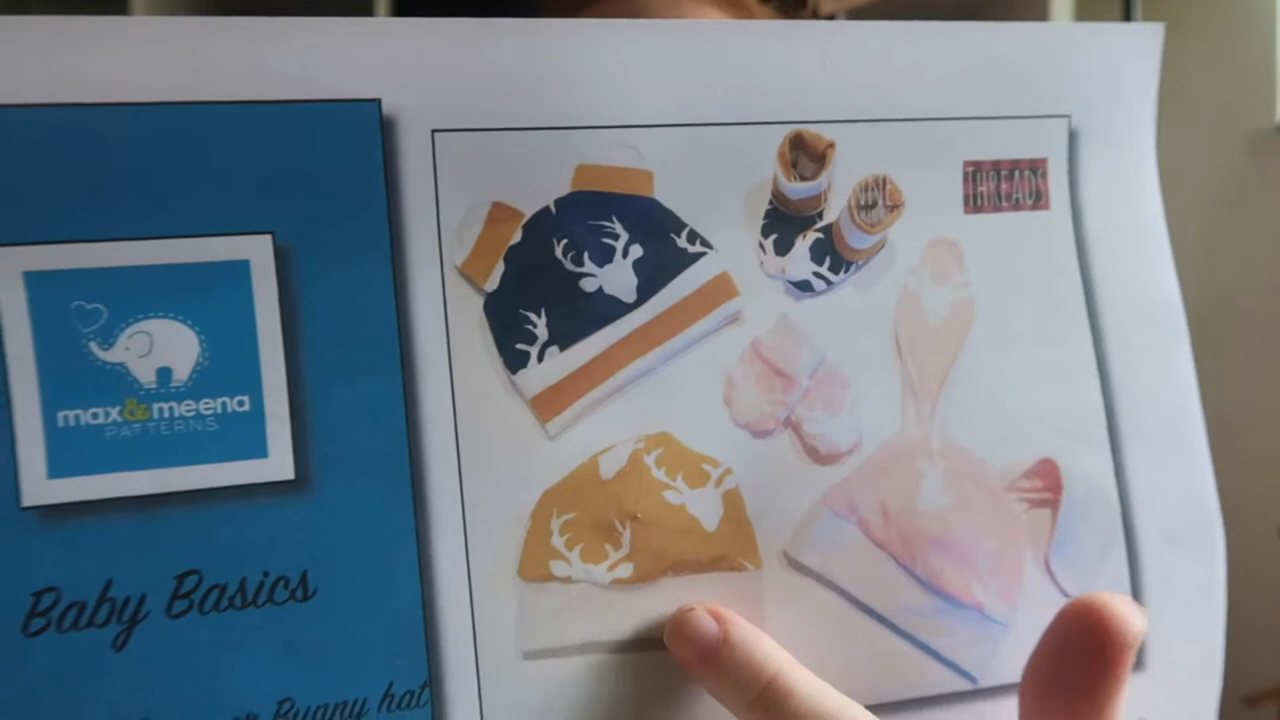 max&meena
PATTERNS
Baby Basics
Bunny hat
THREADS